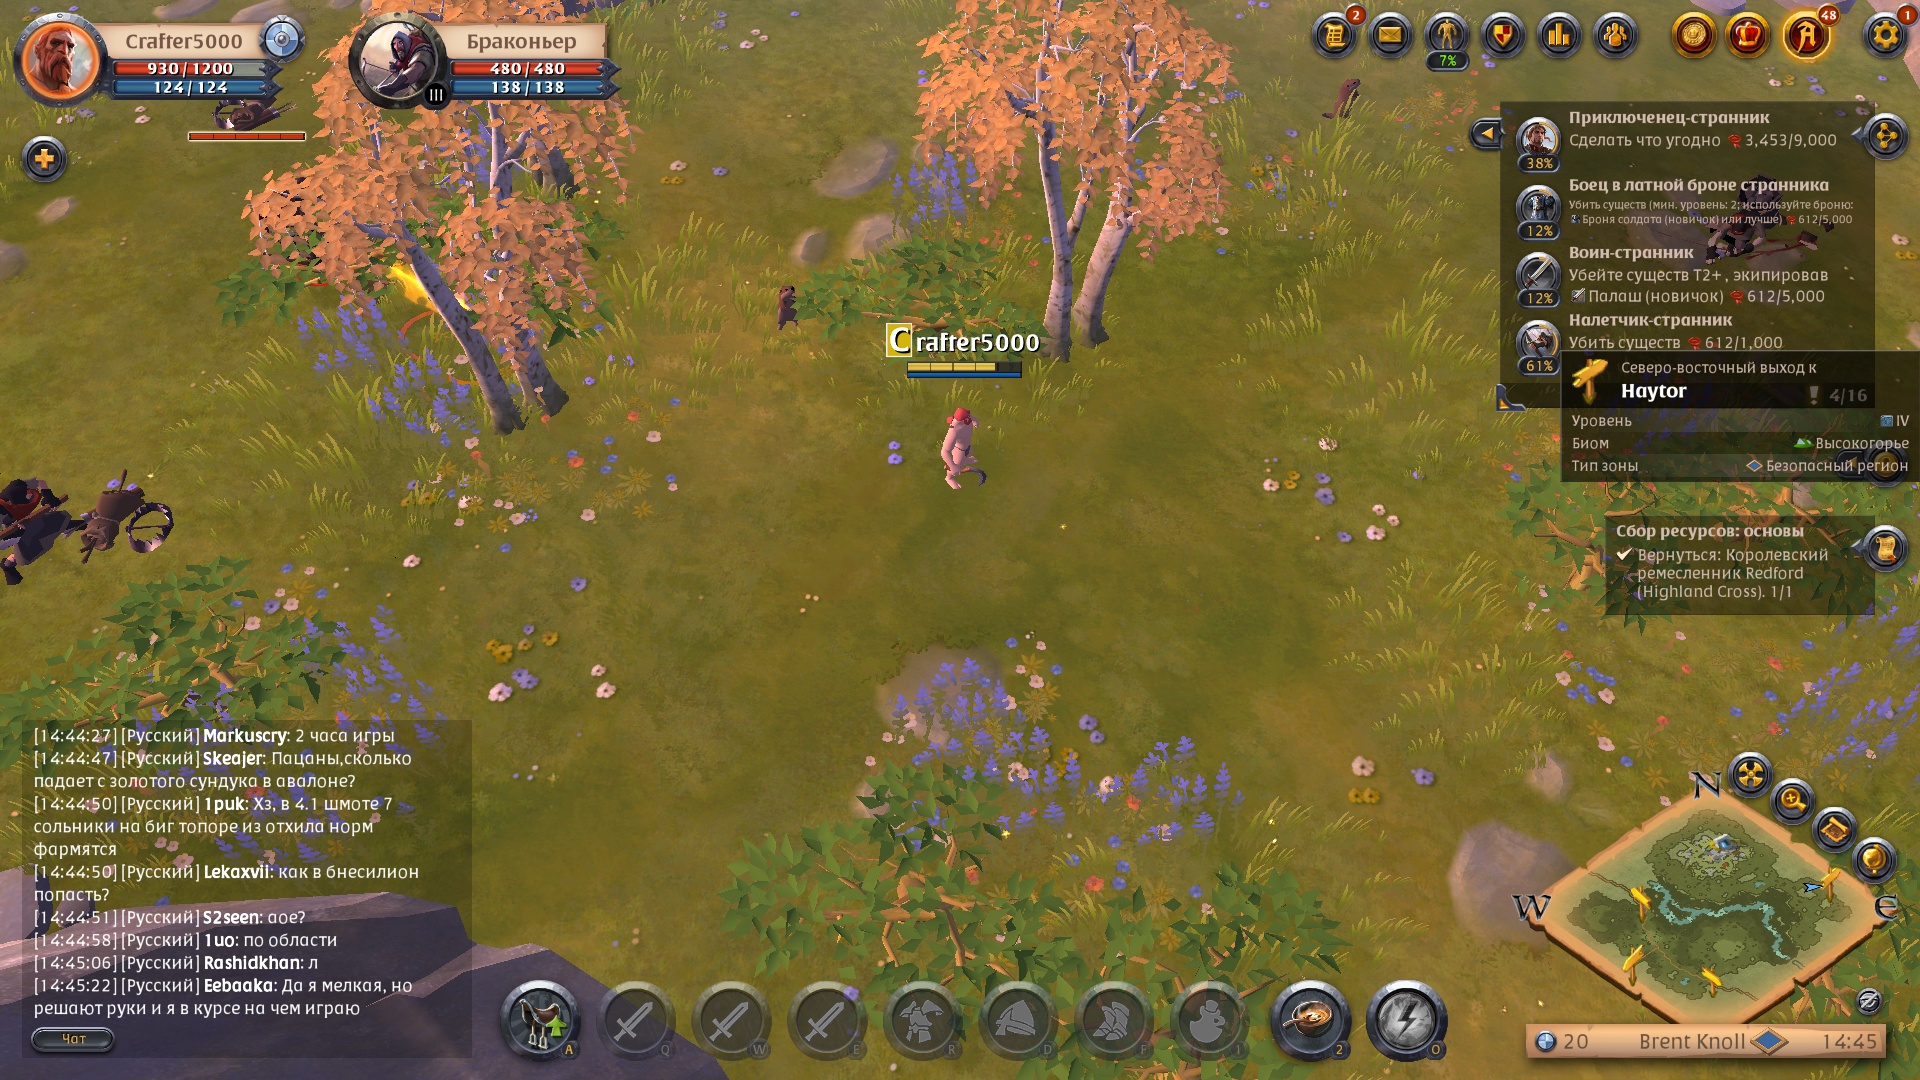 Crafter5000
930/1200
124/124
Браконьер
480/480
138/138
III
2
7%
48
1
Приключенец-странник
Сделать что угодно 3,453/9,000
38%
Боец в латной броне странника
Убить существ (мин. уровень: 2; используйте броню:
Броня солдата (новичок) или лучше) 612/5,000
12%
Воин-странник
Убейте существ Т2+, экипировав
Палаш (новичок) 612/5,000
12%
Налетчик-странник
Убить существ 612/1,000
61%
Северо-восточный выход к
Haytor
4/16
Уровень IV
Биом Высокогорье
Тип зоны Безопасный регион
Crafter5000
Сбор ресурсов: основы
Вернуться: Королевский
ремесленник Redford
(Highland Cross). 1/1
[14:44:27] [Русский] Markuscry: 2 часа игры
[14:44:47] [Русский] Skeajer: Пацаны,сколько
падает с золотого сундука в авалоне?
[14:44:50] [Русский] 1puk: Хз, в 4.1 шмоте 7
сольники на биг топоре из отхила норм
фармятся
[14:44:50] [Русский] Lekaxvii: как в бнесилион
попасть?
[14:44:51] [Русский] S2seen: аое?
[14:44:58] [Русский] 1uo: по области
[14:45:06] [Русский] Rashidkhan: л
[14:45:22] [Русский] Eebaaka: Да я мелкая, но
решают руки и я в курсе на чем играю
Чат
A Q W E R D F 1 2 O
N
W
E
20 Brent Knoll 14:45